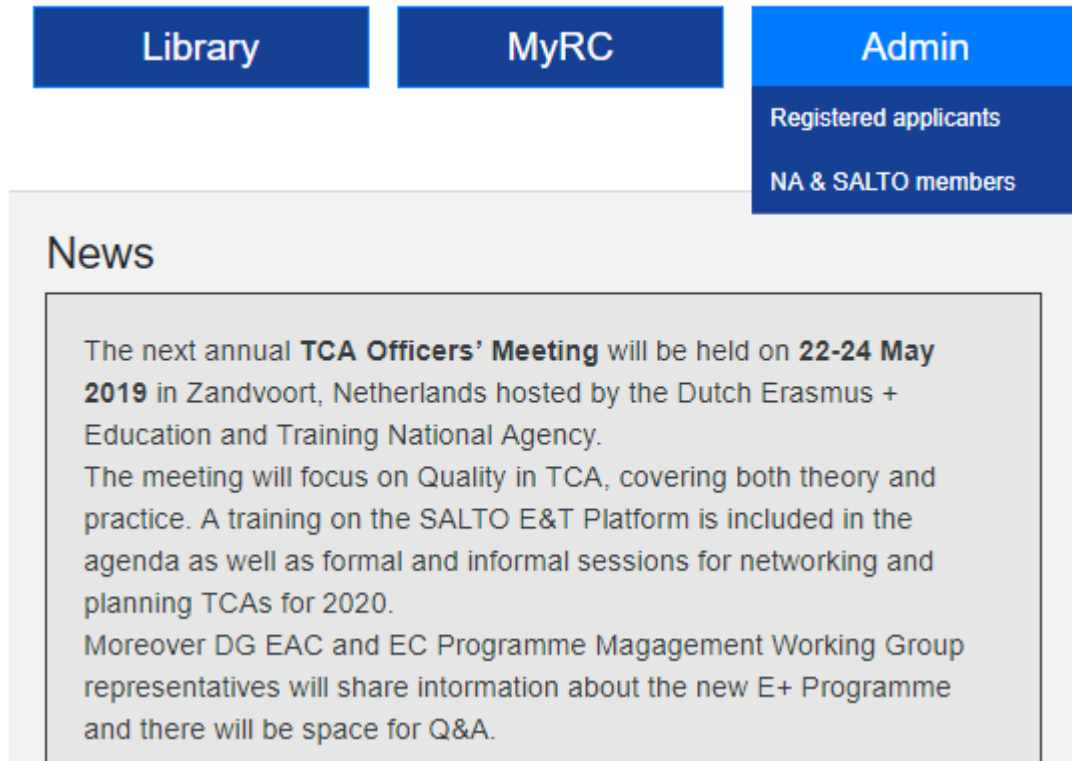 Library
MyRC
Admin
Registered applicants
NA & SALTO members
News
The next annual TCA Officers’ Meeting will be held on 22-24 May
2019 in Zandvoort, Netherlands hosted by the Dutch Erasmus +
Education and Training National Agency.
The meeting will focus on Quality in TCA, covering both theory and
practice. A training on the SALTO E&T Platform is included in the
agenda as well as formal and informal sessions for networking and
planning TCAs for 2020.
Moreover DG EAC and EC Programme Magagement Working Group
representatives will share intormation about the new E+ Programme
and there will be space for Q&A.